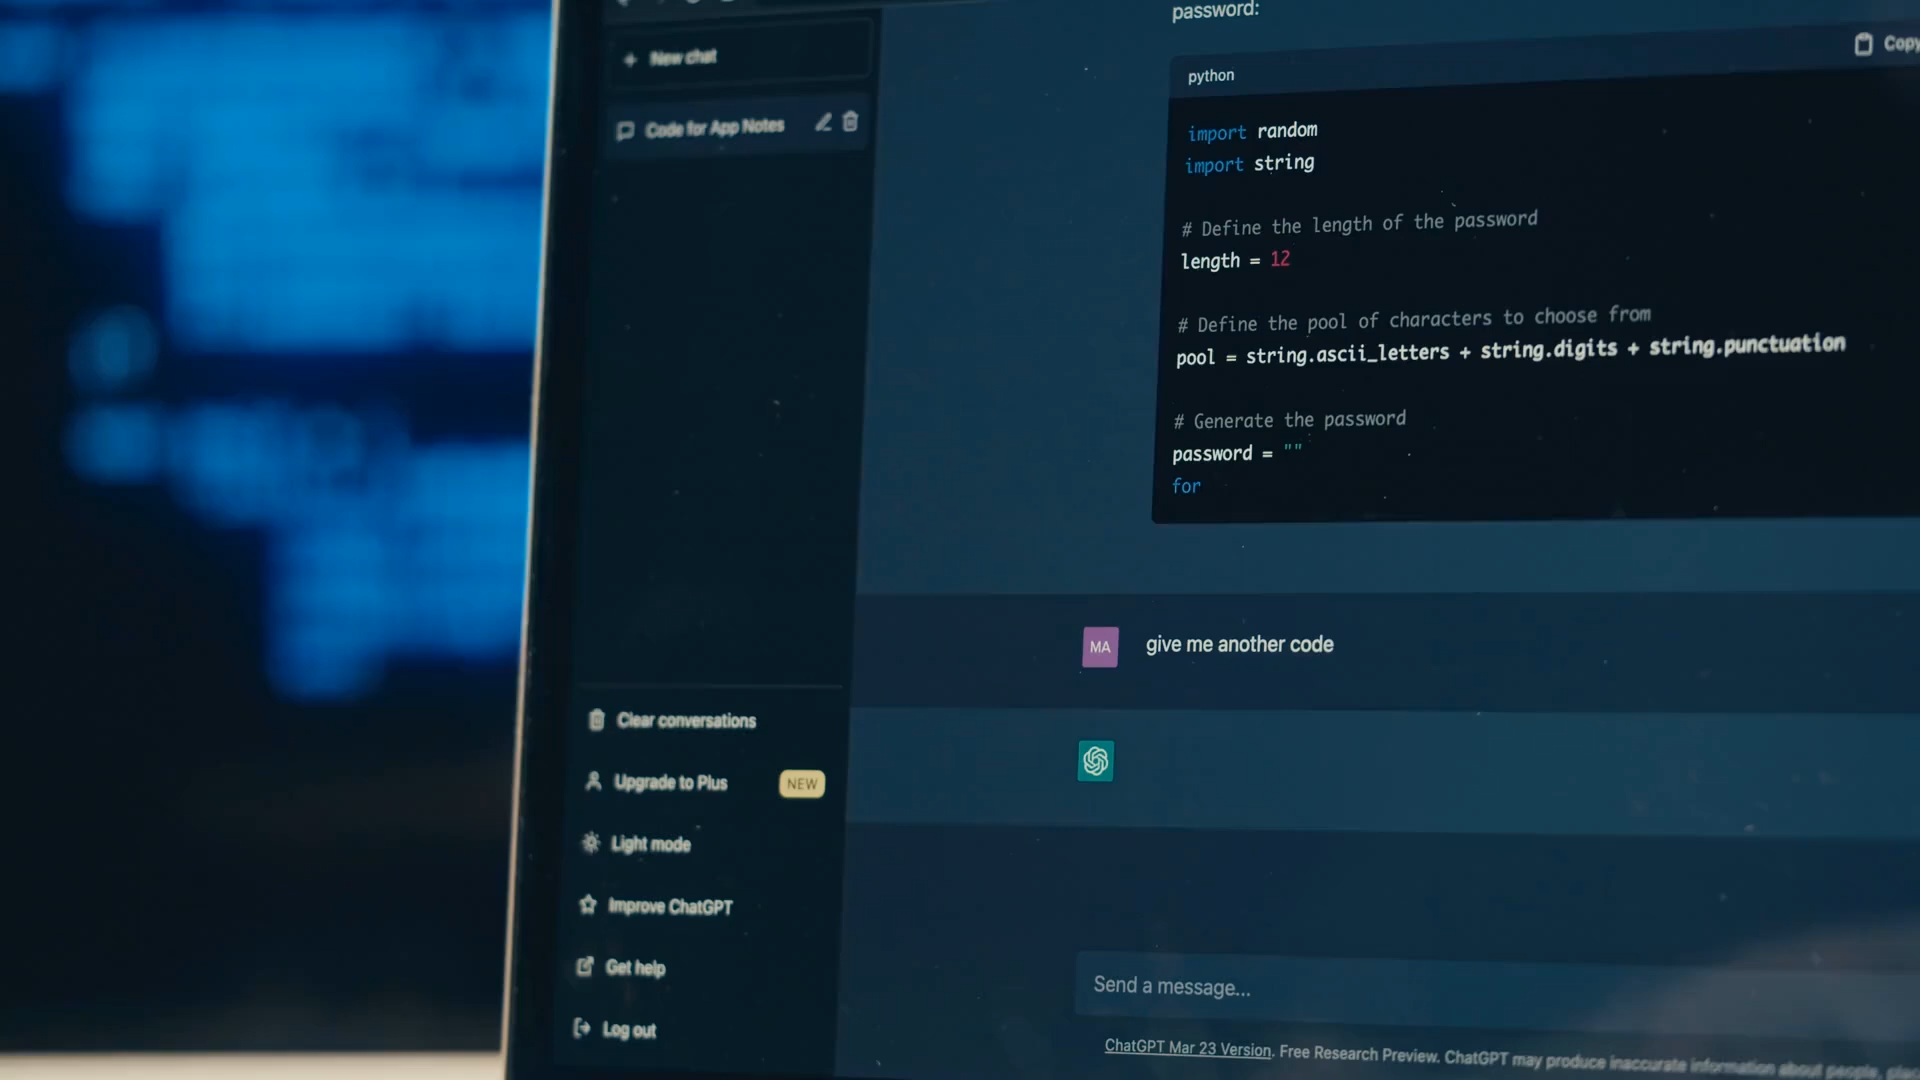 New chat
Code for App Notes
Clear conversations
Upgrade to Plus
NEW
Light mode
Improve ChatGPT
Get help
Log out
password:
python
Copy
import random
import string
# Define the length of the password
length = 12
# Define the pool of characters to choose from
pool = string.ascii_letters + string.digits + string.punctuation
# Generate the password
password = ""
for
MA
give me another code
Send a message...
ChatGPT Mar 23 Version. Free Research Preview. ChatGPT may produce inaccurate information about people,